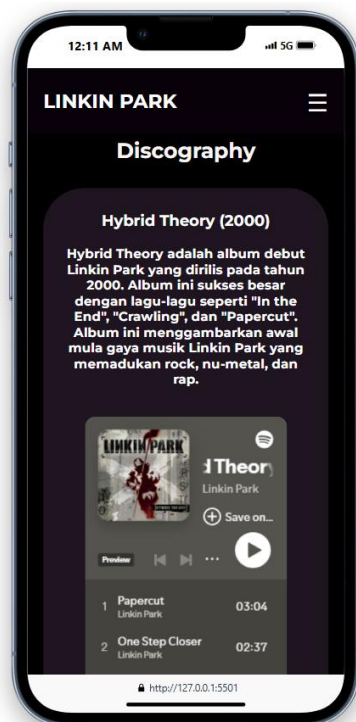 12:11 AM
5G
LINKIN PARK
Discography
Hybrid Theory (2000)
Hybrid Theory adalah album debut
Linkin Park yang dirilis pada tahun
2000. Album ini sukses besar
dengan lagu-lagu seperti "In the
End", "Crawling", dan "Papercut".
Album ini menggambarkan awal
mula gaya musik Linkin Park yang
memadukan rock, nu-metal, dan
rap.
LINKIN PARK
d Theor
Linkin Park
Save on...
Preview
1 Papercut 03:04
Linkin Park
2 One Step Closer 02:37
Linkin Park
http://127.0.0.1:5501